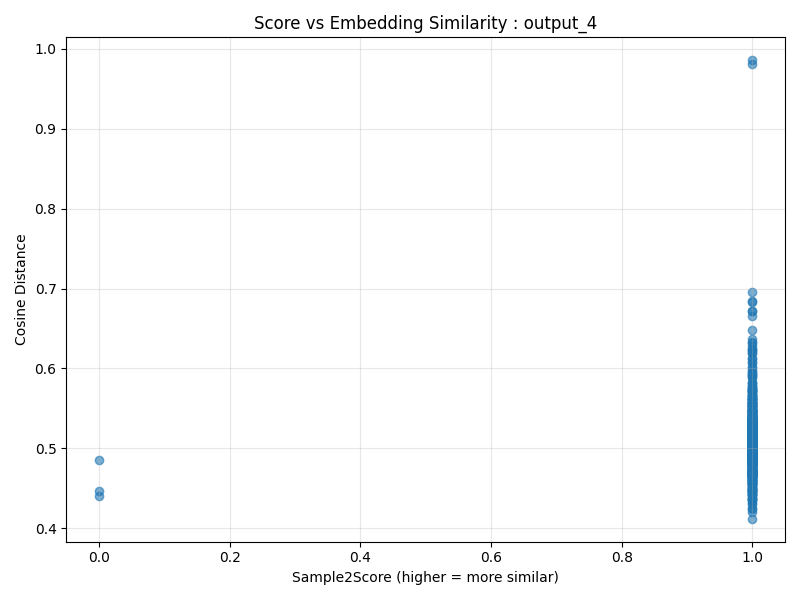 Score vs Embedding Similarity : output_4
1.0
0.9
0.8
0.7
0.6
0.5
0.4
Cosine Distance
0.0 0.2 0.4 0.6 0.8 1.0
Sample2Score (higher = more similar)